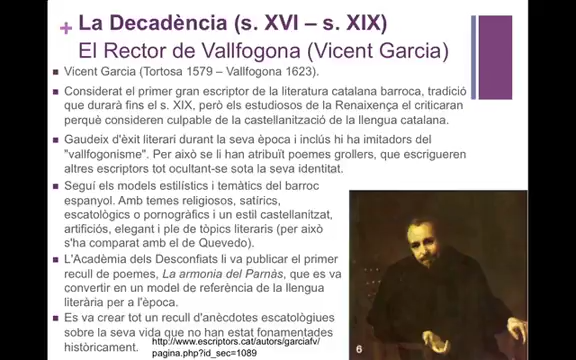 + La Decadència (s. XVI – s. XIX)
El Rector de Vallfogona (Vicent Garcia)
Vicent Garcia (Tortosa 1579 – Vallfogona 1623).
Considerat el primer gran escriptor de la literatura catalana barroca, tradició
que durarà fins el s. XIX, però els estudiosos de la Renaixença el criticaran
perquè consideren culpable de la castellanització de la llengua catalana.
Gaudeix d'èxit literari durant la seva època i inclús hi ha imitadors del
"vallfogonisme". Per això se li han atribuït poemes grollers, que escrigueren
altres escriptors tot ocultant-se sota la seva identitat.
Seguí els models estilístics i temàtics del barroc
espanyol. Amb temes religiosos, satírics,
escatològics o pornogràfics i un estil castellanitzat,
artificiós, elegant i ple de tòpics literaris (per això
s'ha comparat amb el de Quevedo).
L'Acadèmia dels Desconfiats li va publicar el primer
recull de poemes, La armonia del Parnàs, que es va
convertir en un model de referència de la llengua
literària per a l'època.
Es va crear tot un recull d'anècdotes escatològiques
sobre la seva vida que no han estat fonamentades
històricament.
http://www.escriptors.cat/autors/garciafv/
pagina.php?id_sec=1089
6